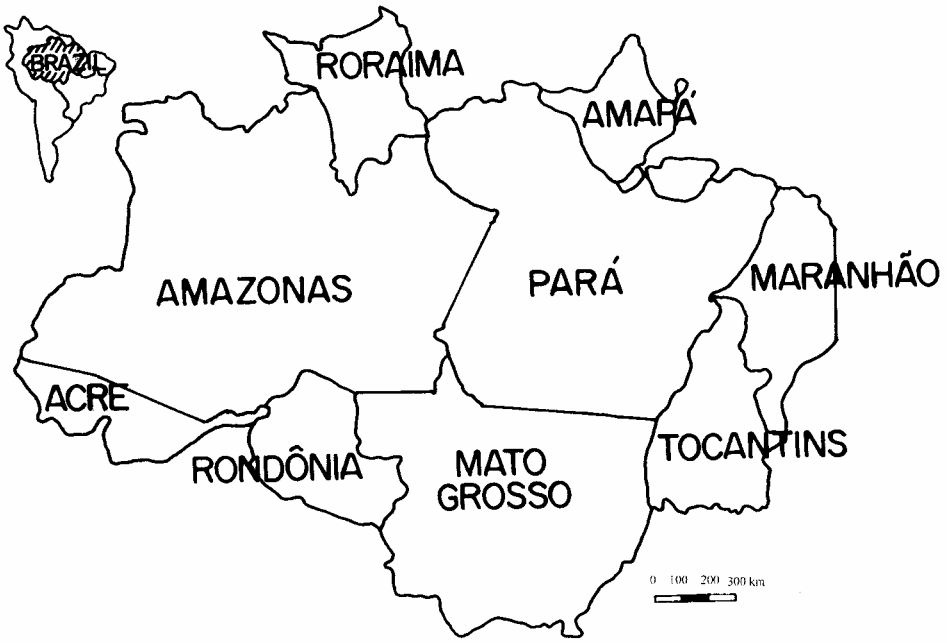 BRAZIL
RORAIMA
AMAPÁ
AMAZONAS
PARÁ
MARANHÃO
ACRE
RONDÔNIA
MATO
GROSSO
TOCANTINS
0 100 200 300 km